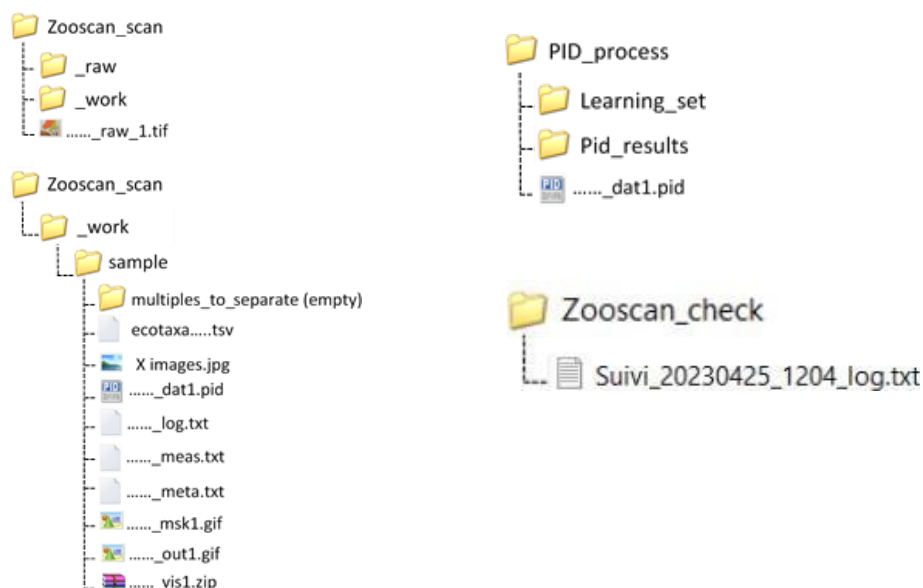 Zooscan_scan
_raw
_work
......_raw_1.tif
Zooscan_scan
_work
sample
multiples_to_separate (empty)
ecotaxa.....tsv
X images.jpg
PID
......_dat1.pid
......_log.txt
......_meas.txt
......_meta.txt
......_msk1.gif
......_out1.gif
......_vis1.zip
PID_process
Learning_set
Pid_results
PID
......_dat1.pid
Zooscan_check
Suivi_20230425_1204_log.txt